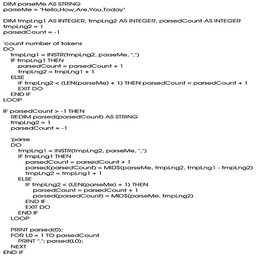 DIM parseMe AS STRING
parseMe = "Hello,How,Are,You,Today"
DIM tmpLng1 AS INTEGER, tmpLng2 AS INTEGER, parsedCount AS INTEGER
tmpLng2 = 1
parsedCount = -1
'count number of tokens
DO
tmpLng1 = INSTR(tmpLng2, parseMe, ",")
IF tmpLng1 THEN
parsedCount = parsedCount + 1
tmpLng2 = tmpLng1 + 1
ELSE
IF tmpLng2 < (LEN(parseMe) + 1) THEN parsedCount = parsedCount + 1
EXIT DO
END IF
LOOP
IF parsedCount > -1 THEN
REDIM parsed(parsedCount) AS STRING
tmpLng2 = 1
parsedCount = -1
'parse
DO
tmpLng1 = INSTR(tmpLng2, parseMe, ",")
IF tmpLng1 THEN
parsedCount = parsedCount + 1
parsed(parsedCount) = MID$(parseMe, tmpLng2, tmpLng1 - tmpLng2)
tmpLng2 = tmpLng1 + 1
ELSE
IF tmpLng2 < (LEN(parseMe) + 1) THEN
parsedCount = parsedCount + 1
parsed(parsedCount) = MID$(parseMe, tmpLng2)
END IF
EXIT DO
END IF
LOOP
PRINT parsed(0);
FOR L0 = 1 TO parsedCount
PRINT "."; parsed(L0);
NEXT
END IF